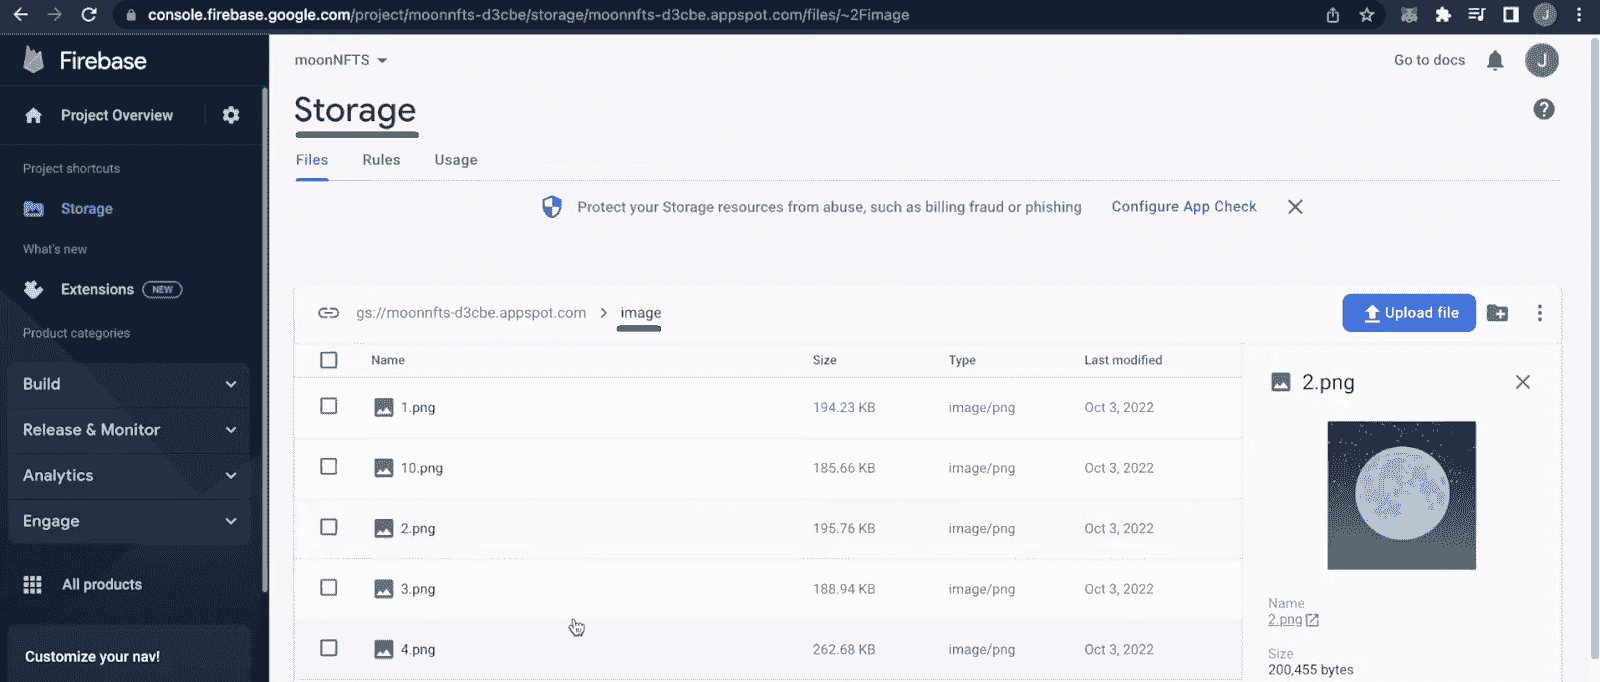 console.firebase.google.com/project/moonnfts-d3cbe/storage/moonnfts-d3cbe.appspot.com/files/~2Fimage
J
Firebase
moonNFTS
Go to docs
J
Project Overview
Storage
?
Project shortcuts
Files Rules Usage
Storage
Protect your Storage resources from abuse, such as billing fraud or phishing Configure App Check
What's new
Extensions NEW
Product categories
gs://moonnfts-d3cbe.appspot.com > image
Upload file
Name Size Type Last modified
Build
2.png
1.png 194.23 KB image/png Oct 3, 2022
Release & Monitor
10.png 185.66 KB image/png Oct 3, 2022
Analytics
Engage
2.png 195.76 KB image/png Oct 3, 2022
All products
3.png 188.94 KB image/png Oct 3, 2022
Name
2.png
4.png 262.68 KB image/png Oct 3, 2022
Customize your nav!
Size
200,455 bytes